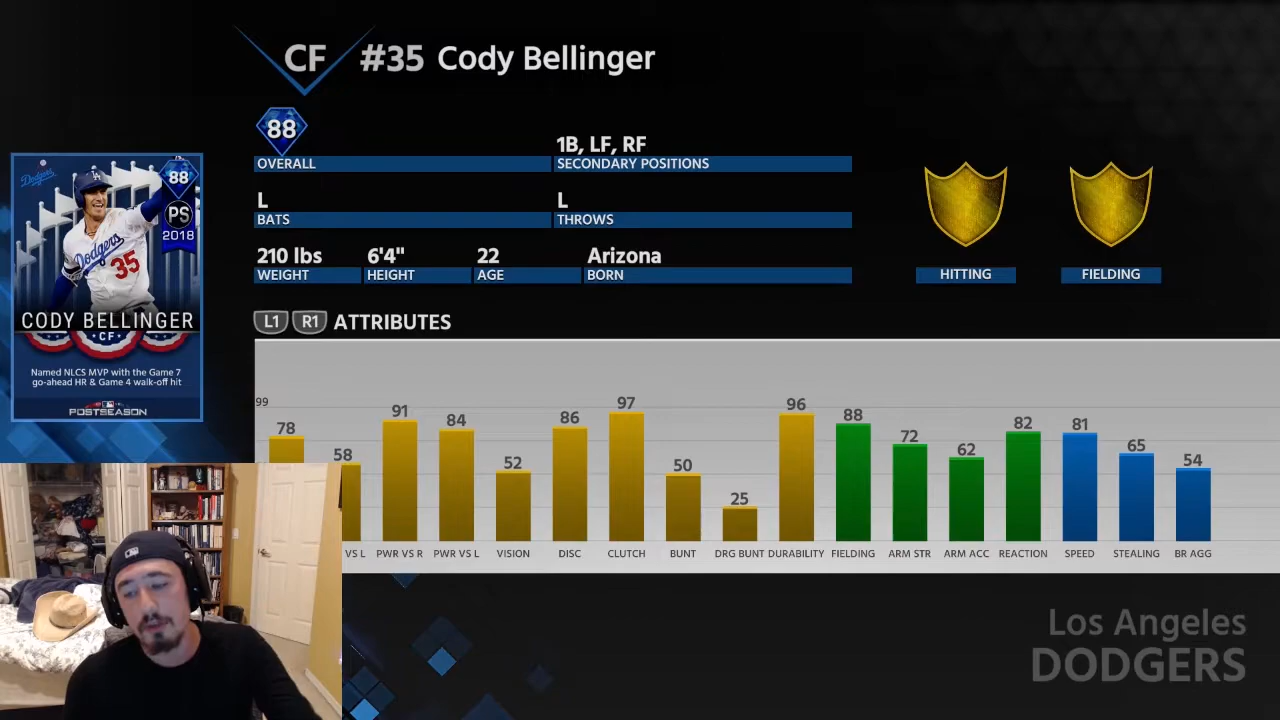 CF #35 Cody Bellinger
88
OVERALL
1B, LF, RF
SECONDARY POSITIONS
L
BATS
L
THROWS
210 lbs
WEIGHT
6'4"
HEIGHT
22
AGE
Arizona
BORN
HITTING
FIELDING
Dodgers
88
PS
2018
LA
Dodgers
35
CODY BELLINGER
CF
Named NLCS MVP with the Game 7
go-ahead HR & Game 4 walk-off hit
POSTSEASON
L1 R1 ATTRIBUTES
99
78 58 91 84 52 86 97 50 25 96 88 72 62 82 81 65 54
VS L PWR VS R PWR VS L VISION DISC CLUTCH BUNT DRG BUNT DURABILITY FIELDING ARM STR ARM ACC REACTION SPEED STEALING BR AGG
Los Angeles
DODGERS